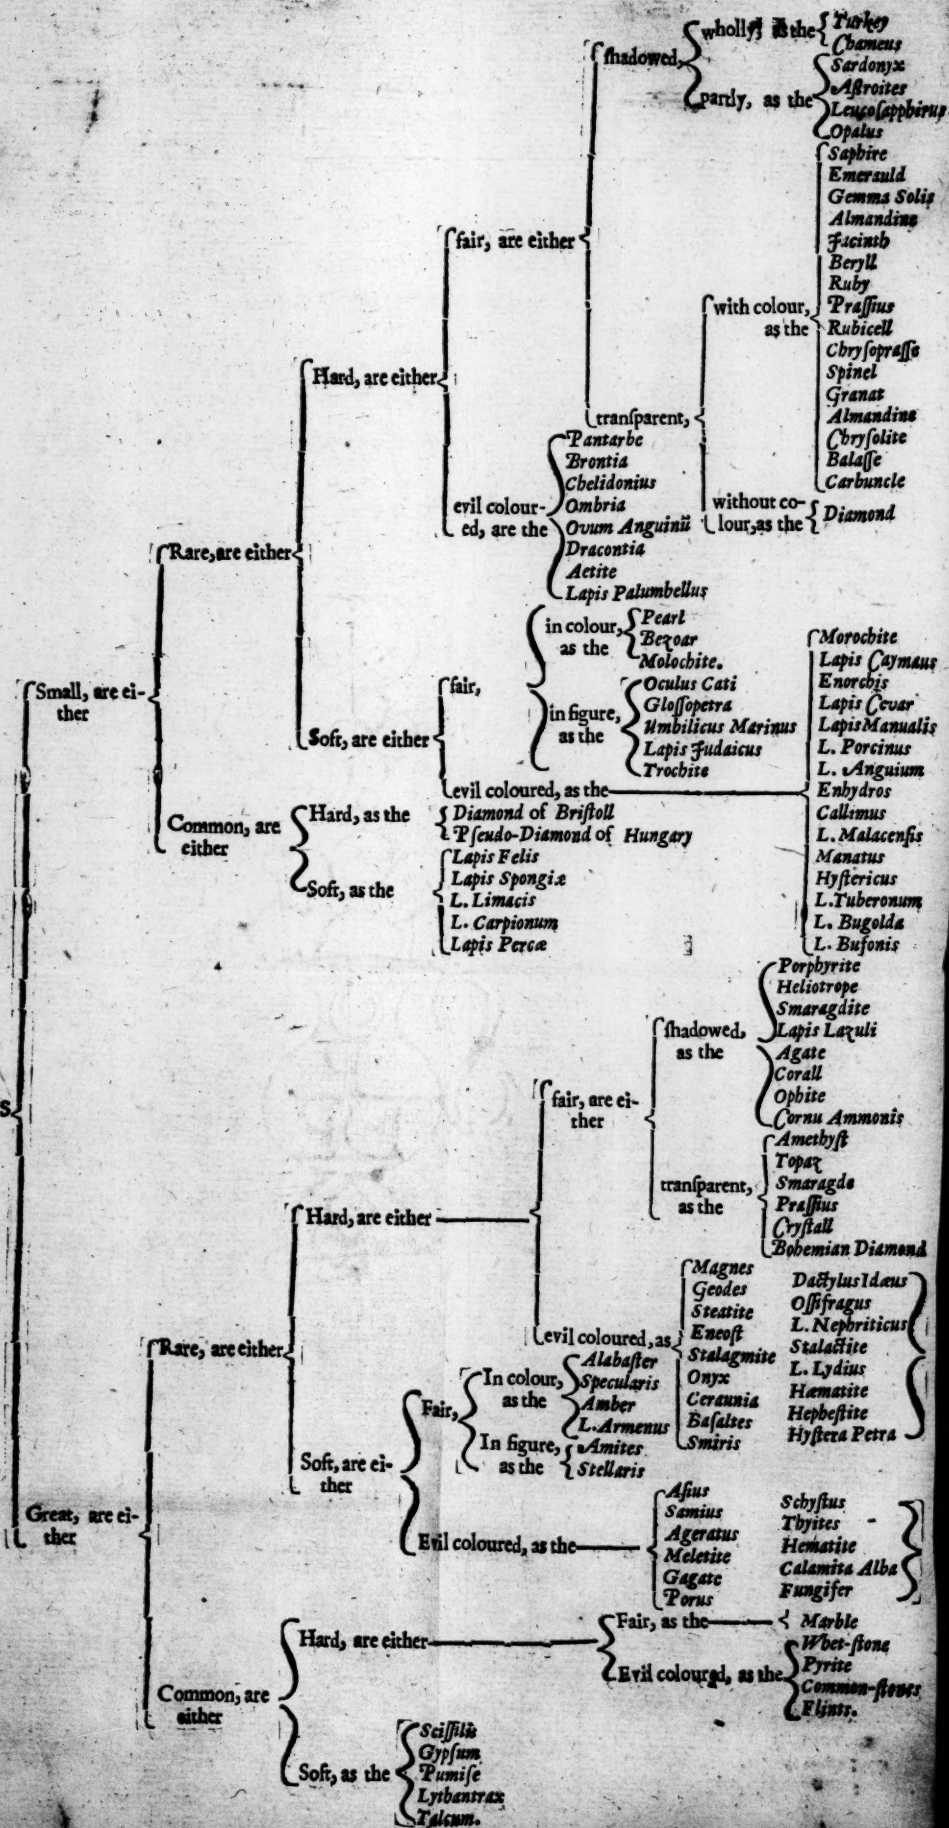 shadowed,
wholly, as the
Turkey
Chameus
partly, as the
Sardonyx
Astroites
Leucosapphirus
Opalus
fair, are either
Saphire
Emerauld
Gemma Solis
Almandine
Jacinth
Beryll
Ruby
Praſſius
Rubicell
Chryſopraſſe
Spinel
Granat
Almandine
Chryſolite
Balaſſe
Carbuncle
with colour,
as the
tranſparent,
without co-
lour, as the
Diamond
Hard, are either
evil colour-
ed, are the
Pantarbe
Brontia
Chelidonius
Ombria
Ovum Anguinū
Dracontia
Aetite
Lapis Palumbellus
Rare, are either
in colour,
as the
Pearl
Bezoar
Molochite.
Small, are ei-
ther
fair,
in figure,
as the
Oculus Cati
Gloſſopetra
Umbilicus Marinus
Lapis Judaicus
Trochite
Soft, are either
evil coloured, as the
Morochite
Lapis Caymaus
Enorchis
Lapis Cevar
Lapis Manualis
L. Porcinus
L. Anguium
Enhydros
Callimus
L. Malacenſis
Manatus
Hyſtericus
L. Tuberonum
L. Bugolda
L. Bufonis
Common, are
either
Hard, as the
Diamond of Briſtoll
Pſeudo-Diamond of Hungary
Soft, as the
Lapis Felis
Lapis Spongiæ
L. Limacis
L. Carpionum
Lapis Percæ
s
ſhadowed,
as the
Porphyrite
Heliotrope
Smaragdite
Lapis Lazuli
Agate
Corall
Ophite
Cornu Ammonis
fair, are ei-
ther
tranſparent,
as the
Amethyſt
Topaz
Smaragde
Praſſius
Cryſtall
Bohemian Diamond
Hard, are either
evil coloured, as
Magnes
Geodes
Steatite
Eneoſt
Stalagmite
Onyx
Ceraunia
Baſaltes
Smiris
Dactylus Idæus
Oſſifragus
L. Nephriticus
Stalactite
L. Lydius
Hæmatite
Hepheſtite
Hyſtera Petra
Rare, are either
Fair,
In colour,
as the
Alabaſter
Specularis
Amber
L. Armenus
In figure,
as the
Amites
Stellaris
Soft, are ei-
ther
Evil coloured, as the
Aſius
Samius
Ageratus
Meletite
Gagate
Porus
Schyſtus
Thyites
Hematite
Calamita Alba
Fungifer
Great, are ei-
ther
Hard, are either
Fair, as the
Marble
Evil coloured, as the
Whet-ſtone
Pyrite
Common-ſtones
Flints.
Common, are
either
Soft, as the
Sciſſilis
Gypſum
Pumiſe
Lythantrax
Talcum.